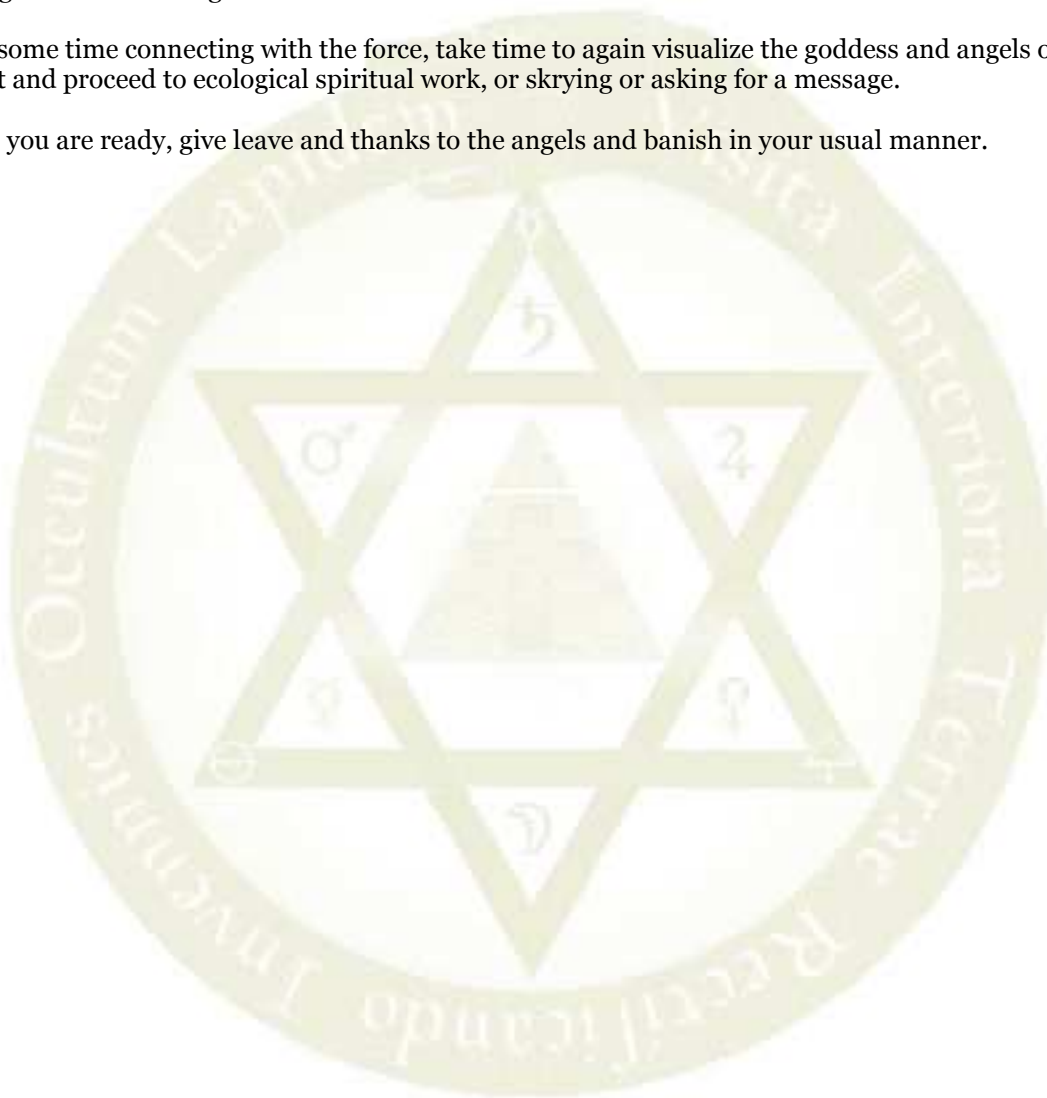 some time connecting with the force, take time to again visualize the goddess and angels
and proceed to ecological spiritual work, or skrying or asking for a message.
you are ready, give leave and thanks to the angels and banish in your usual manner.
Visita Interiora Terrae Rectificando Invenies Occultum Lapidem